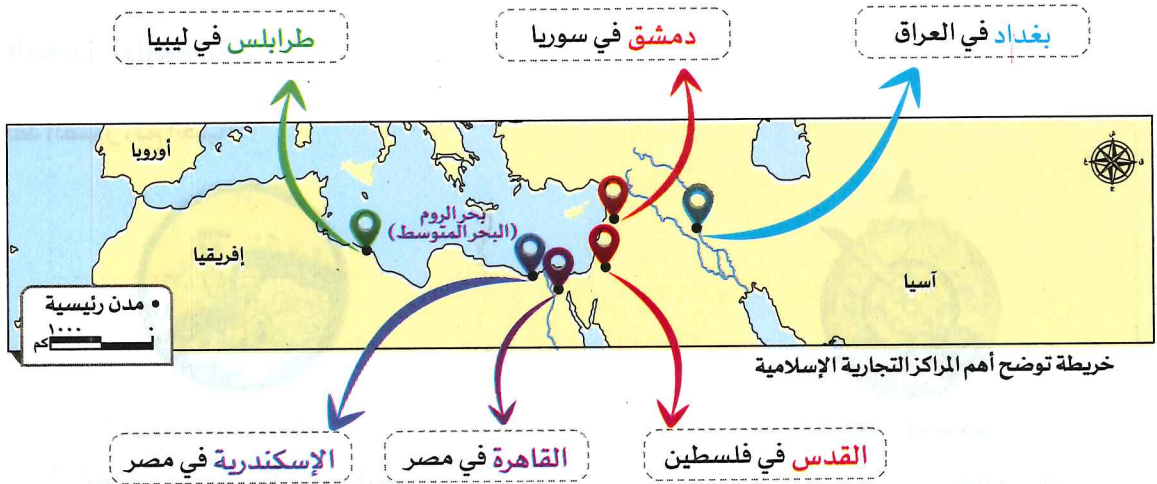 بغداد في العراق
دمشق في سوريا
طرابلس في ليبيا
أوروبا
بحر الروم
(البحر المتوسط)
إفريقيا
آسيا
مدن رئيسية
٠ ١٠٠٠
كم
خريطة توضح أهم المراكز التجارية الإسلامية
القدس في فلسطين
القاهرة في مصر
الإسكندرية في مصر